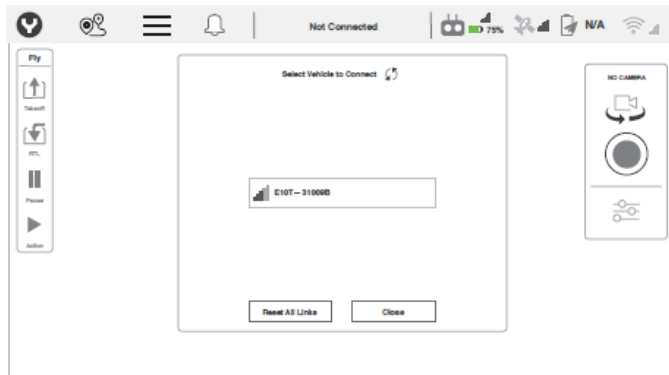 Not Connected
75%
N/A
Fly
Takeoff
RTL
Pause
Action
Select Vehicle to Connect
E10T – 31009B
Reset All Links
Close
NO CAMERA